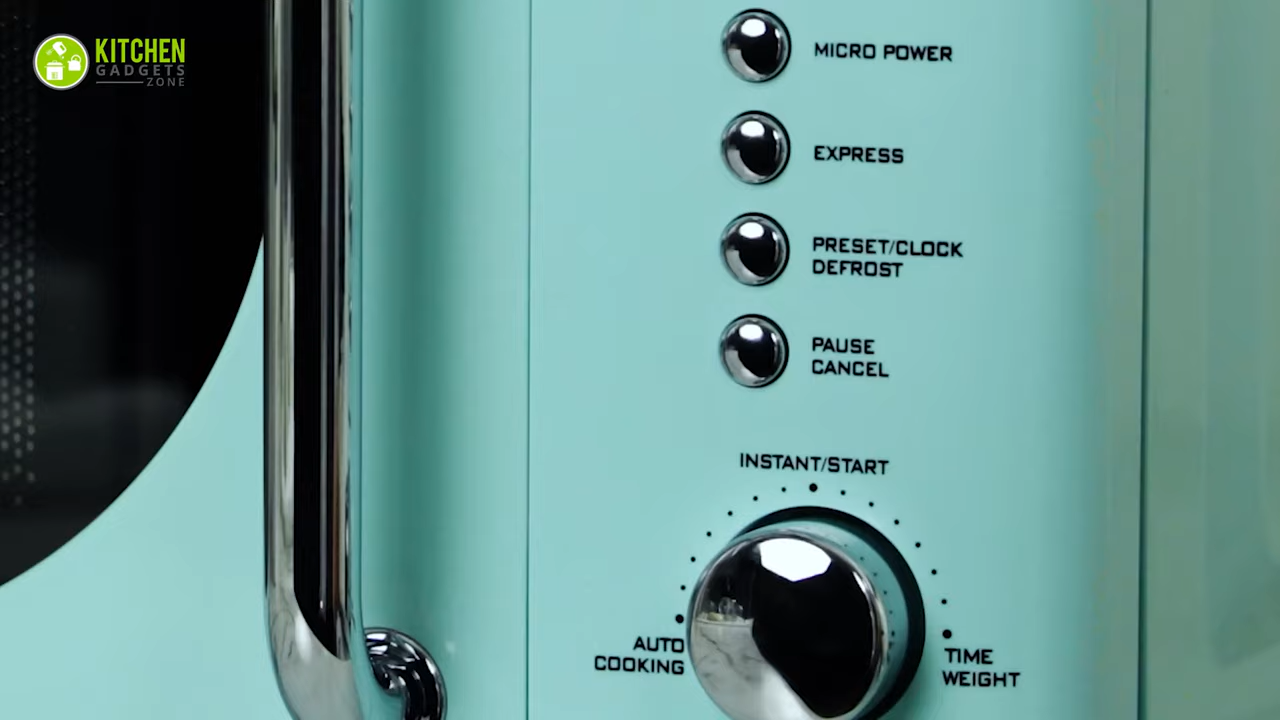 KITCHEN
GADGETS
ZONE
MICRO POWER
EXPRESS
PRESET/CLOCK
DEFROST
PAUSE
CANCEL
INSTANT/START
AUTO
COOKING
TIME
WEIGHT